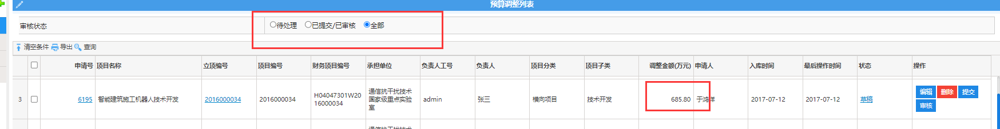 预算调整列表
审核状态 待处理 已提交/已审核 全部
清空条件 导出 查询
申请号 项目名称 立项编号 项目编号 财务项目编号 承担单位 负责人工号 负责人 项目分类 项目子类 调整金额(万元) 申请人 入库时间 最后操作时间 状态 操作
3 6195 智能建筑施工机器人技术开发 2016000034 2016000034 H04047301W2016000034 通信抗干扰技术国家级重点实验室 admin 张三 横向项目 技术开发 685.80 于鸿洋 2017-07-12 2017-07-12 草稿 编辑 删除 提交
审核
通信抗干扰技术